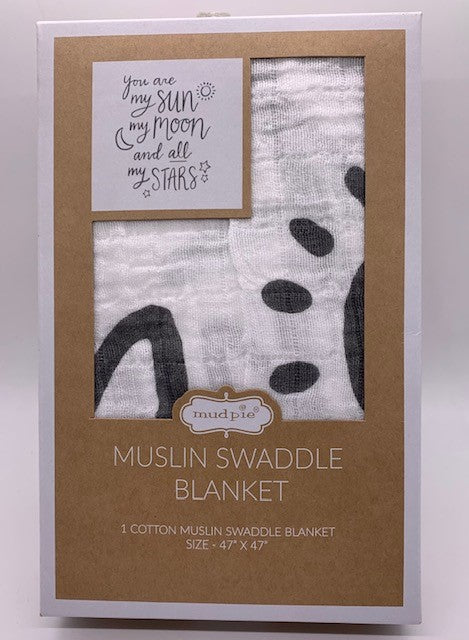 You are
my SUN
my MOON
and all
my STARS
mudpie®
MUSLIN SWADDLE
BLANKET
1 COTTON MUSLIN SWADDLE BLANKET
SIZE - 47" X 47"